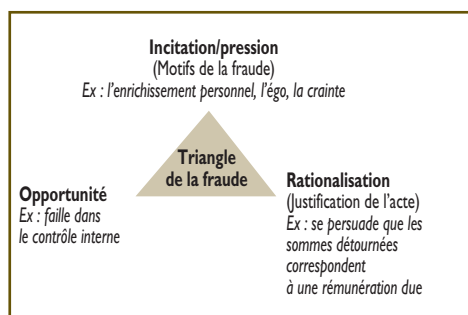 Incitation/pression
(Motifs de la fraude)
Ex : l'enrichissement personnel, l'égo, la crainte
Triangle
de la fraude
Opportunité
Ex : faille dans
le contrôle interne
Rationalisation
(Justification de l'acte)
Ex : se persuade que les
sommes détournées
correspondent
à une rémunération due